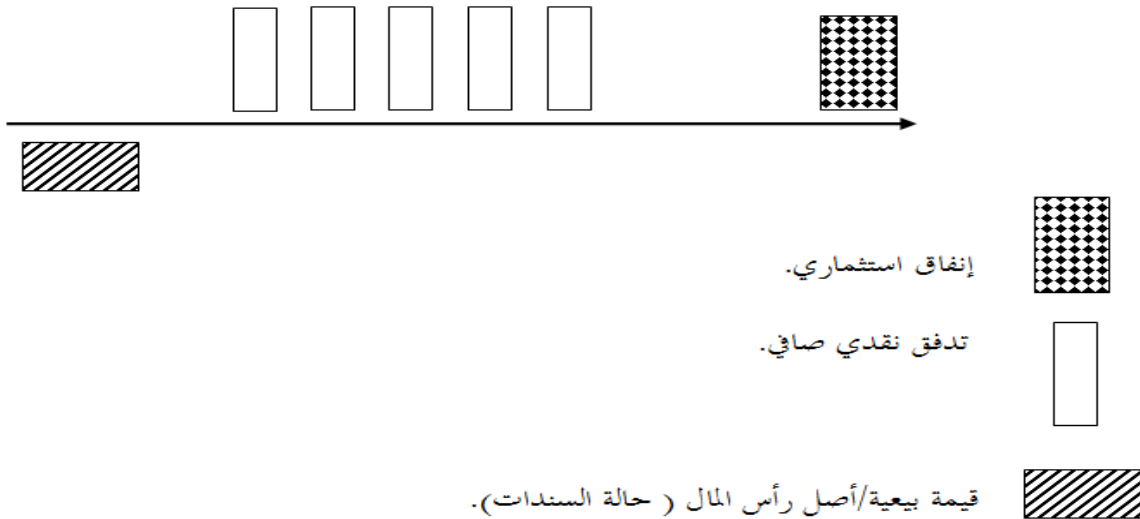 إنفاق استثماري.
تدفق نقدي صافي.
قيمة بيعية/أصل رأس المال ( حالة السندات).